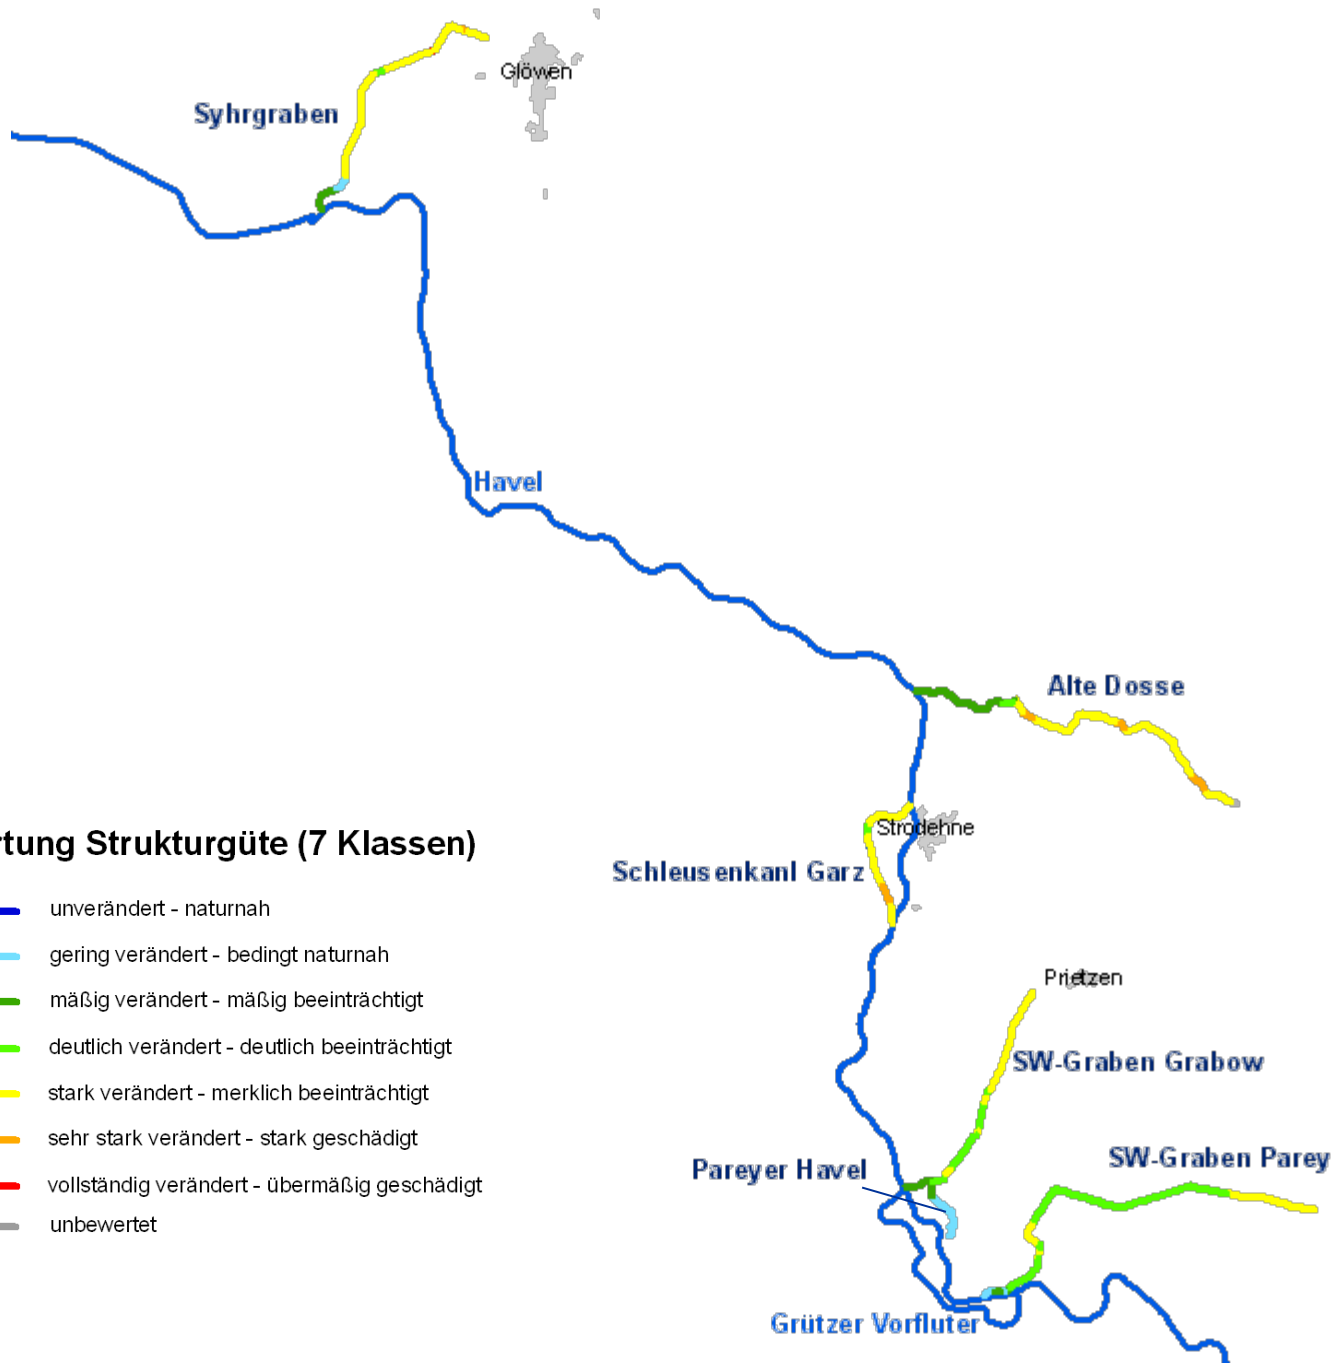 Glöwen
Syhrgraben
Havel
Alte Dosse
Strodehne
rtung Strukturgüte (7 Klassen)
Schleusenkanl Garz
unverändert - naturnah
gering verändert - bedingt naturnah
Prietzen
mäßig verändert - mäßig beeinträchtigt
deutlich verändert - deutlich beeinträchtigt
SW-Graben Grabow
stark verändert - merklich beeinträchtigt
sehr stark verändert - stark geschädigt
SW-Graben Parey
Pareyer Havel
vollständig verändert - übermäßig geschädigt
unbewertet
Grützer Vorfluter